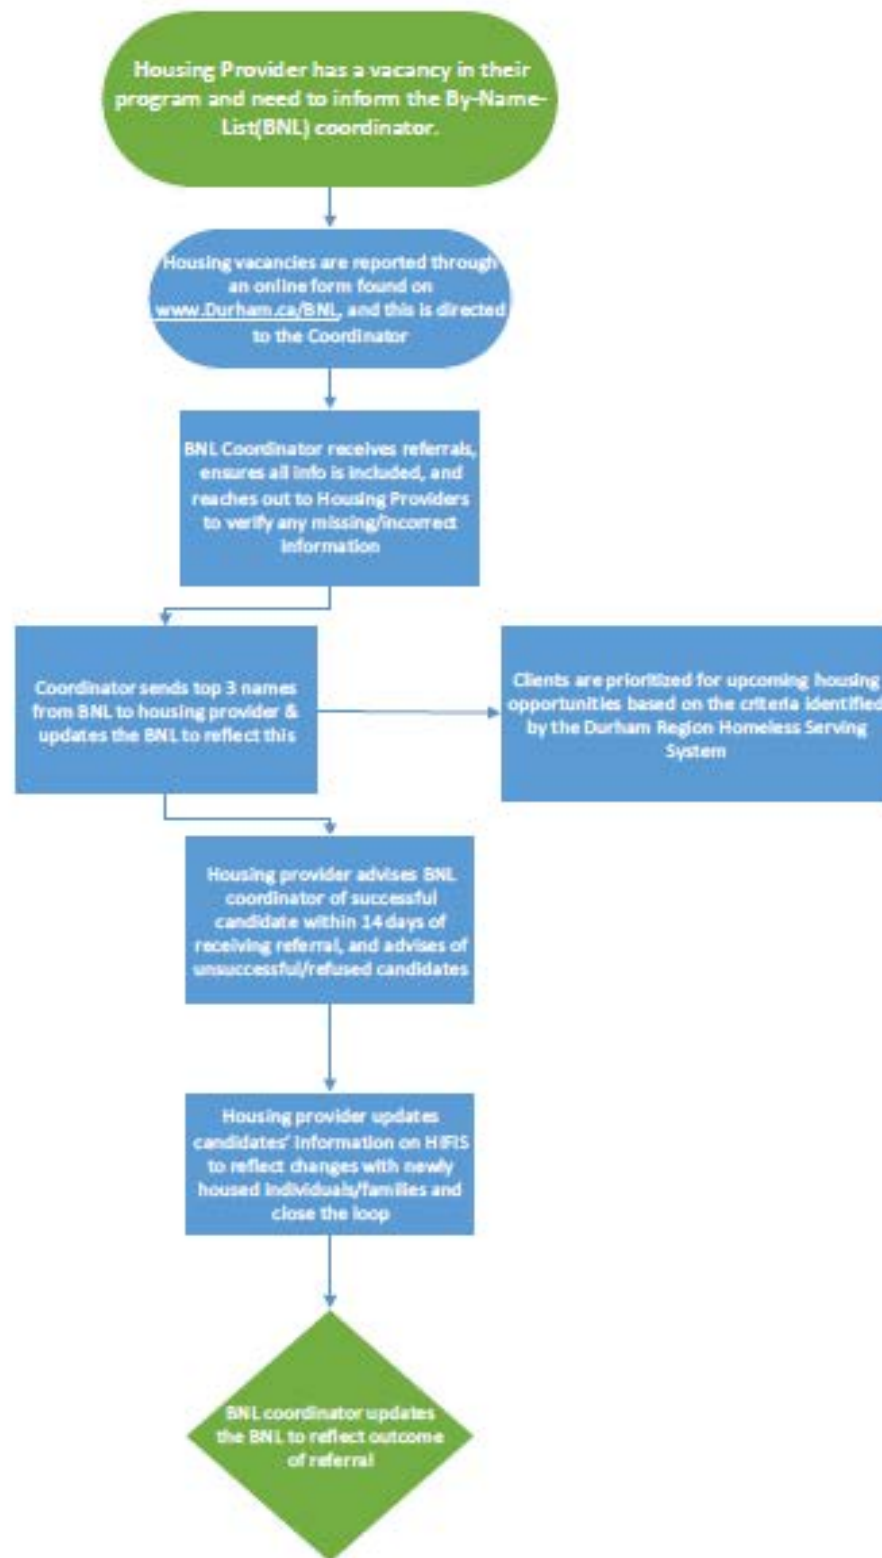 Housing Provider has a vacancy in their
program and need to inform the By-Name-
List(BNL) coordinator.
Housing vacancies are reported through
an online form found on
www.Durham.ca/BNL, and this is directed
to the Coordinator
BNL Coordinator receives referrals,
ensures all info is included, and
reaches out to Housing Providers
to verify any missing/incorrect
information
Coordinator sends top 3 names
from BNL to housing provider &
updates the BNL to reflect this
Clients are prioritized for upcoming housing
opportunities based on the criteria identified
by the Durham Region Homeless Serving
System
Housing provider advises BNL
coordinator of successful
candidate within 14 days of
receiving referral, and advises of
unsuccessful/refused candidates
Housing provider updates
candidates' information on HIFIS
to reflect changes with newly
housed individuals/families and
close the loop
BNL coordinator updates
the BNL to reflect outcome
of referral